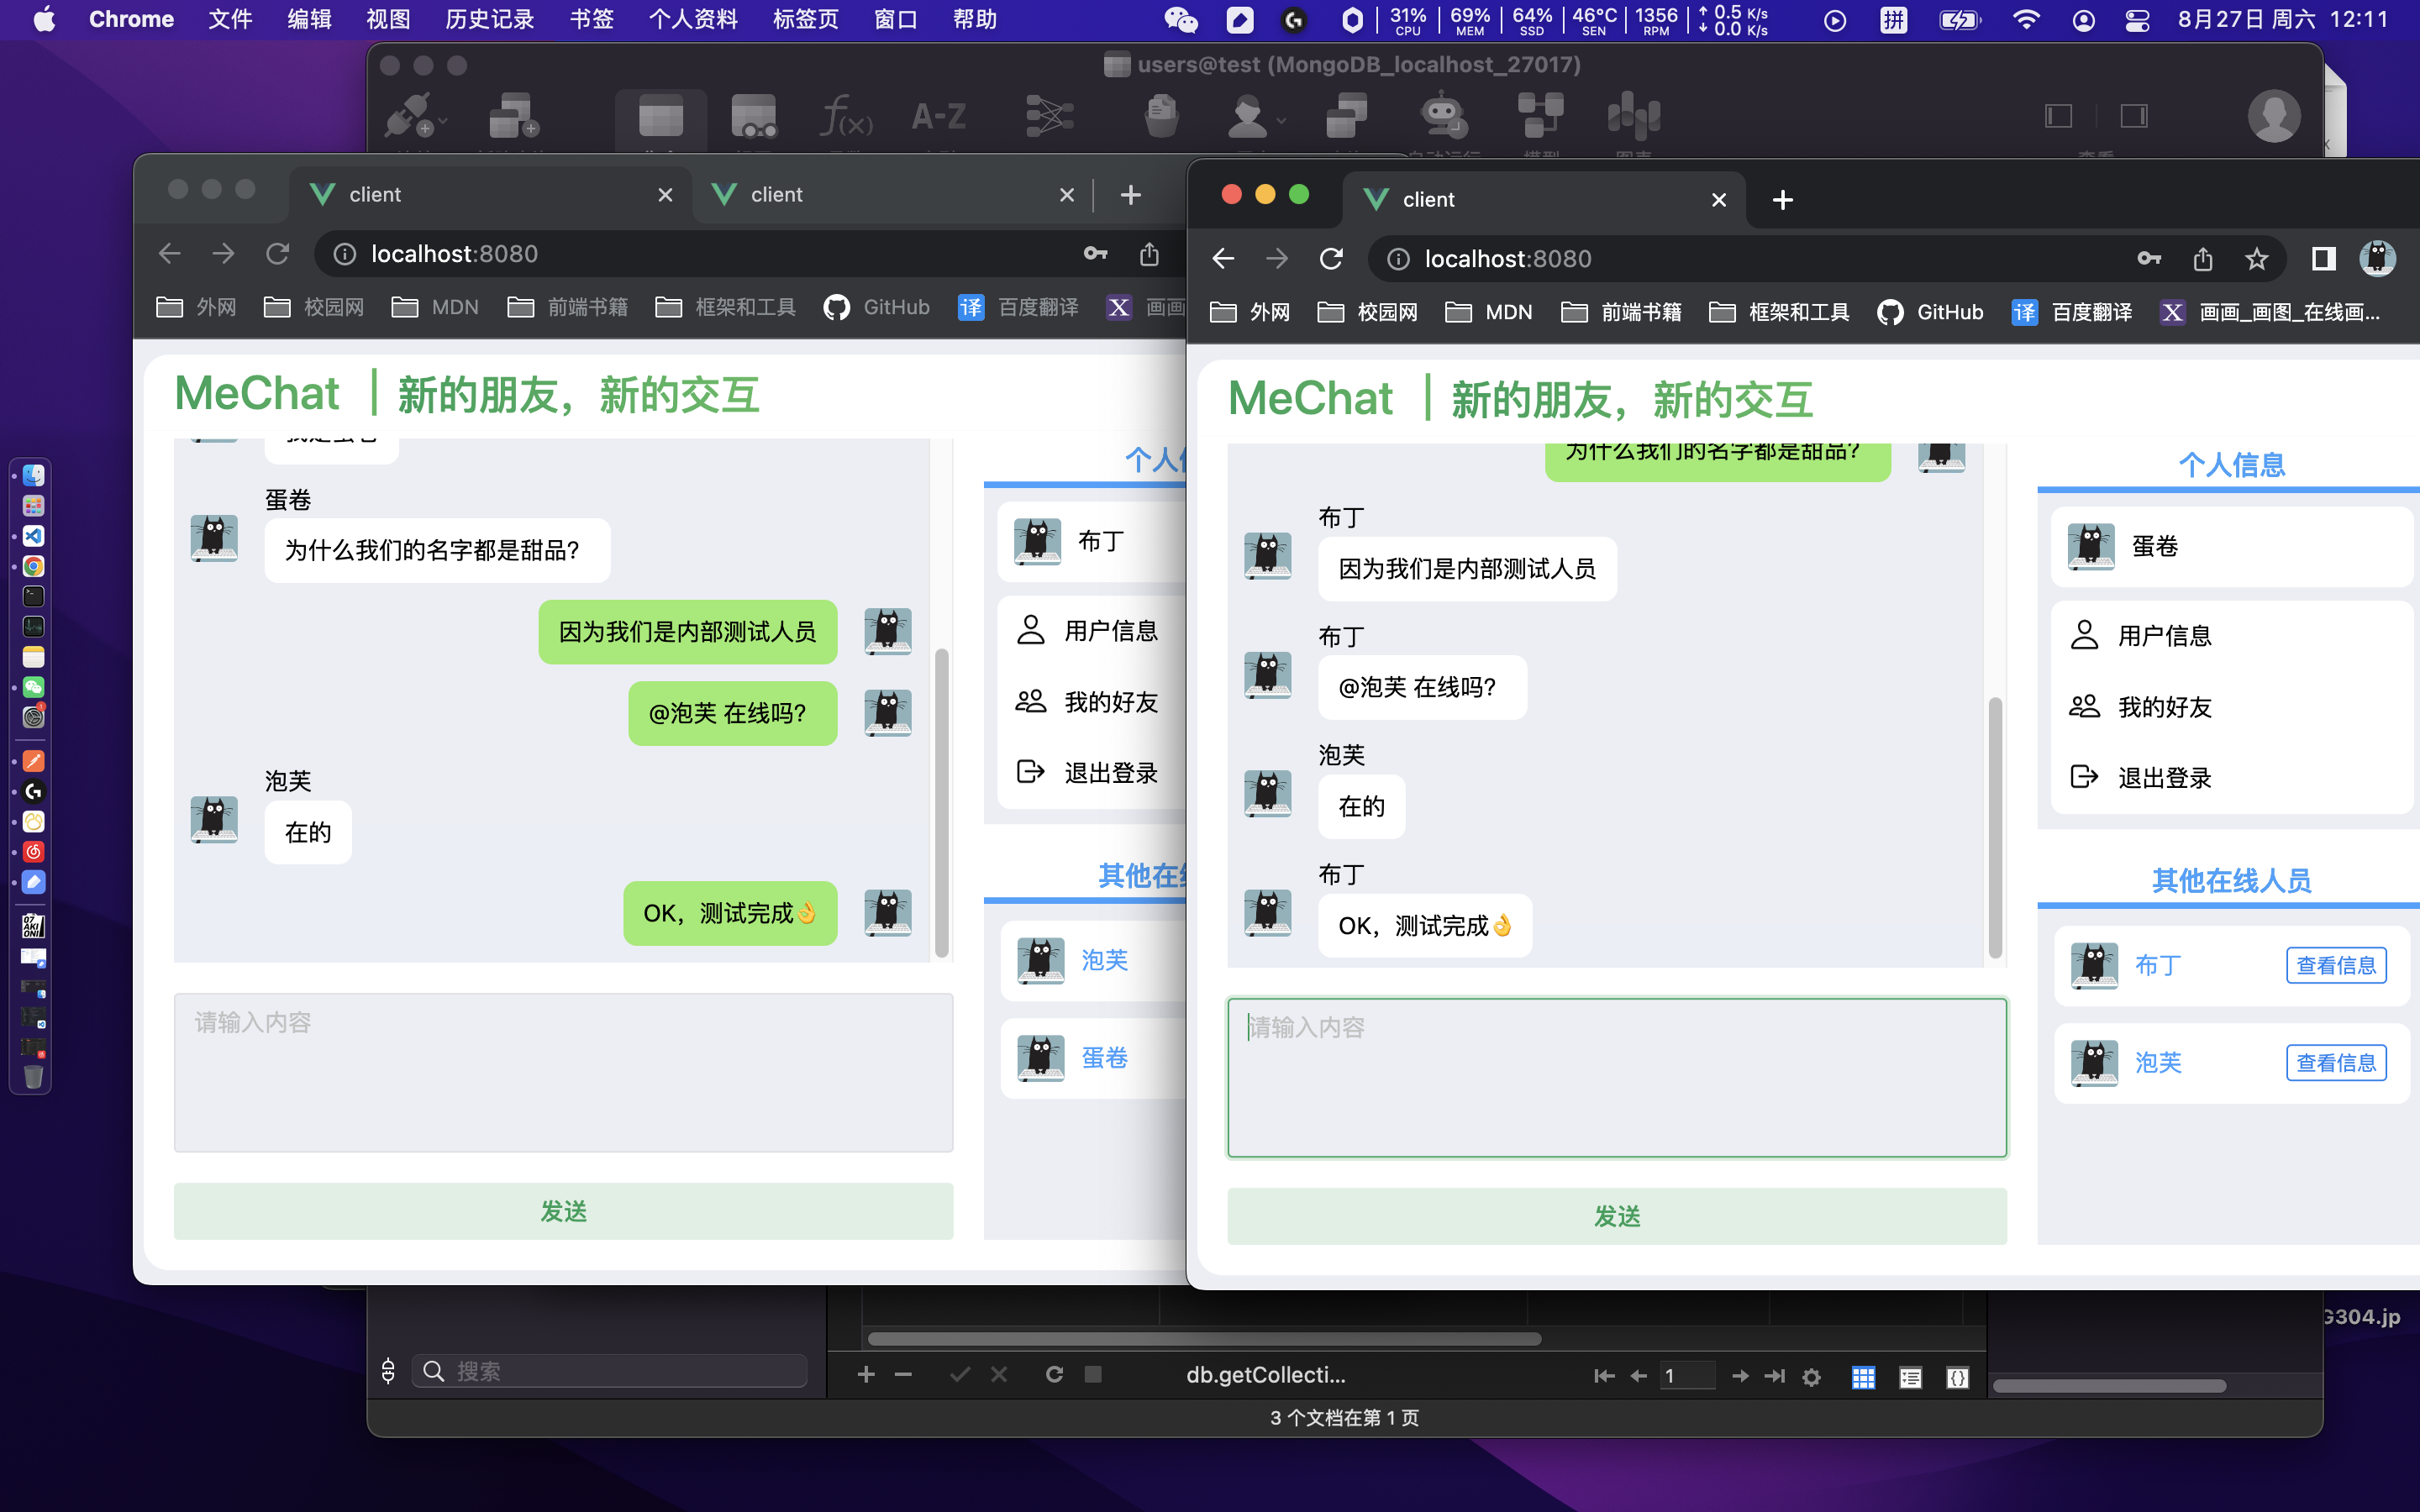 Chrome 文件 编辑 视图 历史记录 书签 个人资料 标签页 窗口 帮助
31% CPU 69% MEM 64% SSD 46°C SEN 1356 RPM 0.5 K/s 0.0 K/s 拼 8月27日 周六 12:11
users@test (MongoDB_localhost_27017)
f(x) A-Z
client
client
localhost:8080
外网 校园网 MDN 前端书籍 框架和工具 GitHub 译 百度翻译 X 画画
MeChat | 新的朋友，新的交互
蛋卷
为什么我们的名字都是甜品?
因为我们是内部测试人员
@泡芙 在线吗?
泡芙
在的
OK，测试完成👌
请输入内容
发送
布丁
用户信息
我的好友
退出登录
其他在
泡芙
蛋卷
client
localhost:8080
外网 校园网 MDN 前端书籍 框架和工具 GitHub 译 百度翻译 X 画画_画图_在线画...
MeChat | 新的朋友，新的交互
为什么我们的名字都是甜品?
布丁
因为我们是内部测试人员
布丁
@泡芙 在线吗?
泡芙
在的
布丁
OK，测试完成👌
请输入内容
发送
个人信息
蛋卷
用户信息
我的好友
退出登录
其他在线人员
布丁 查看信息
泡芙 查看信息
G304.jp
搜索
db.getCollecti...
1
3 个文档在第 1 页